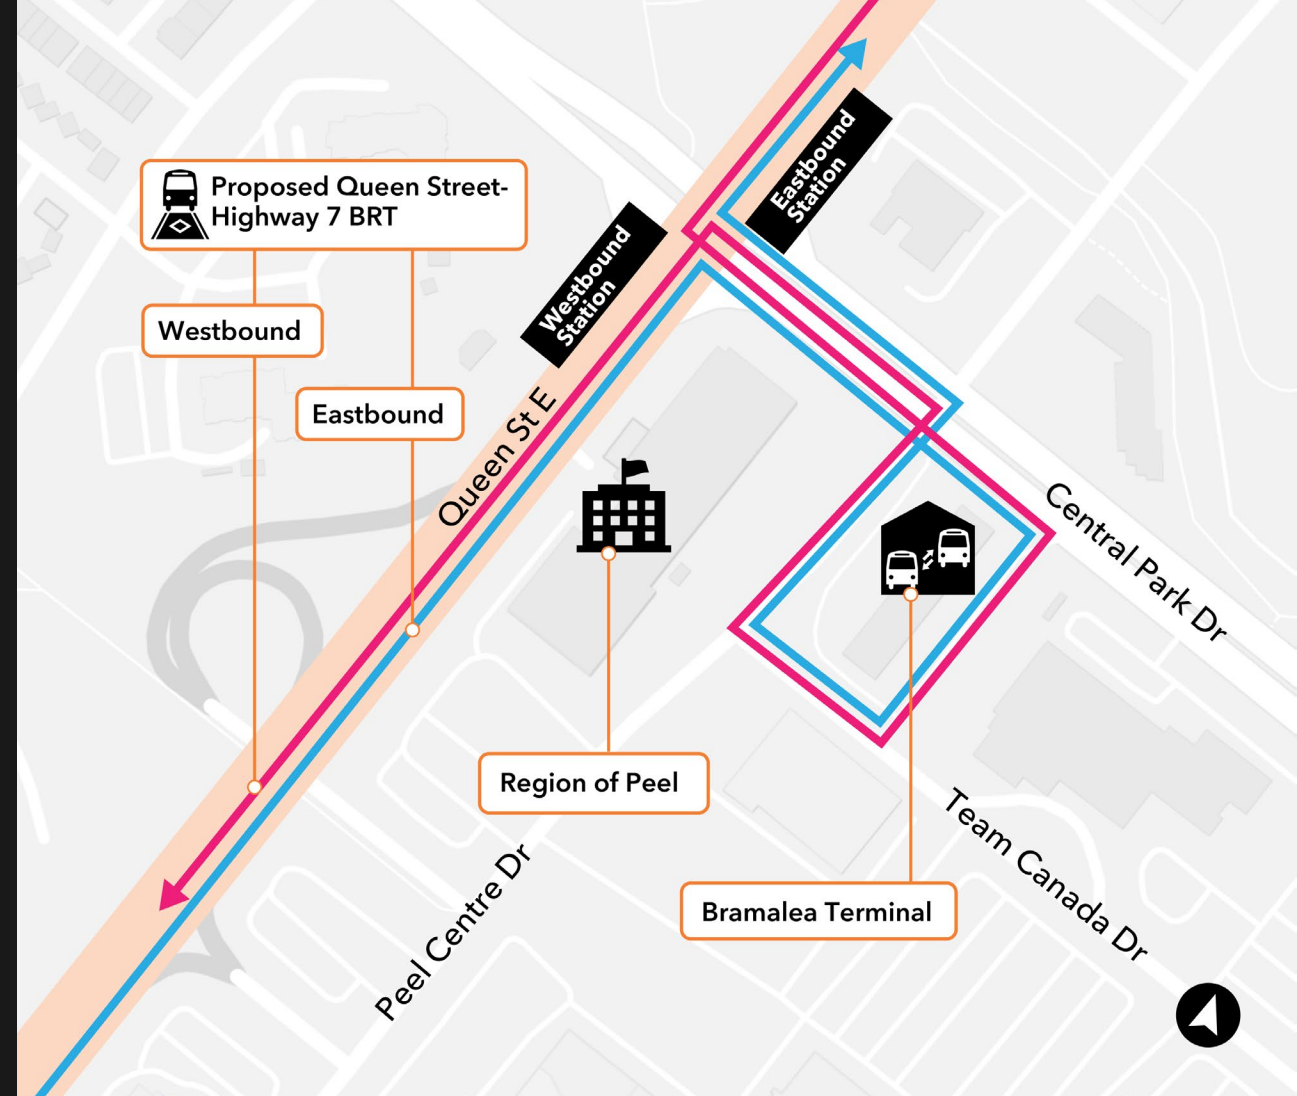 Eastbound
Station
Proposed Queen Street-
Highway 7 BRT
Westbound
Station
Westbound
Eastbound
Queen St E
Central Park Dr
Region of Peel
Team Canada Dr
Peel Centre Dr
Bramalea Terminal